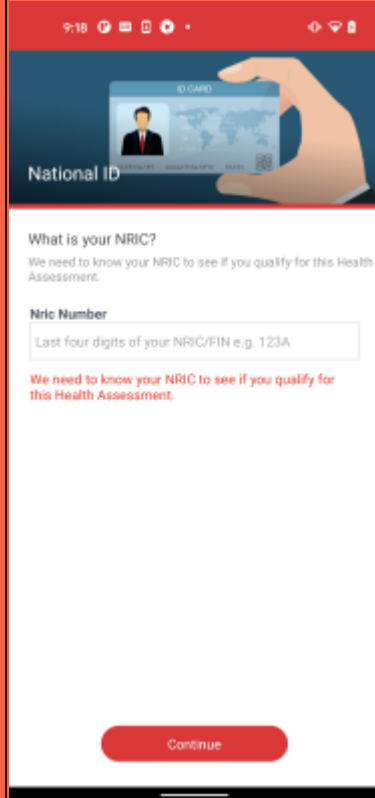 9:18
ID CARD
National ID
What is your NRIC?
We need to know your NRIC to see if you qualify for this Health
Assessment.
Nric Number
Last four digits of your NRIC/FIN e.g. 123A
We need to know your NRIC to see if you qualify for
this Health Assessment.
Continue